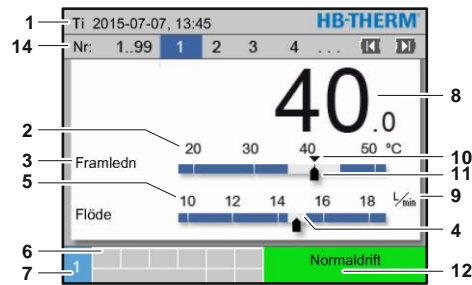 1 Ti 2015-07-07, 13:45 HB-THERM
14 Nr: 1..99 1 2 3 4 ...
40.0 8
2 20 30 40 50 °C 10
3 Framledn 11
5 10 12 14 16 18 L/min 9
Flöde 4
6
7 1 Normaldrift 12